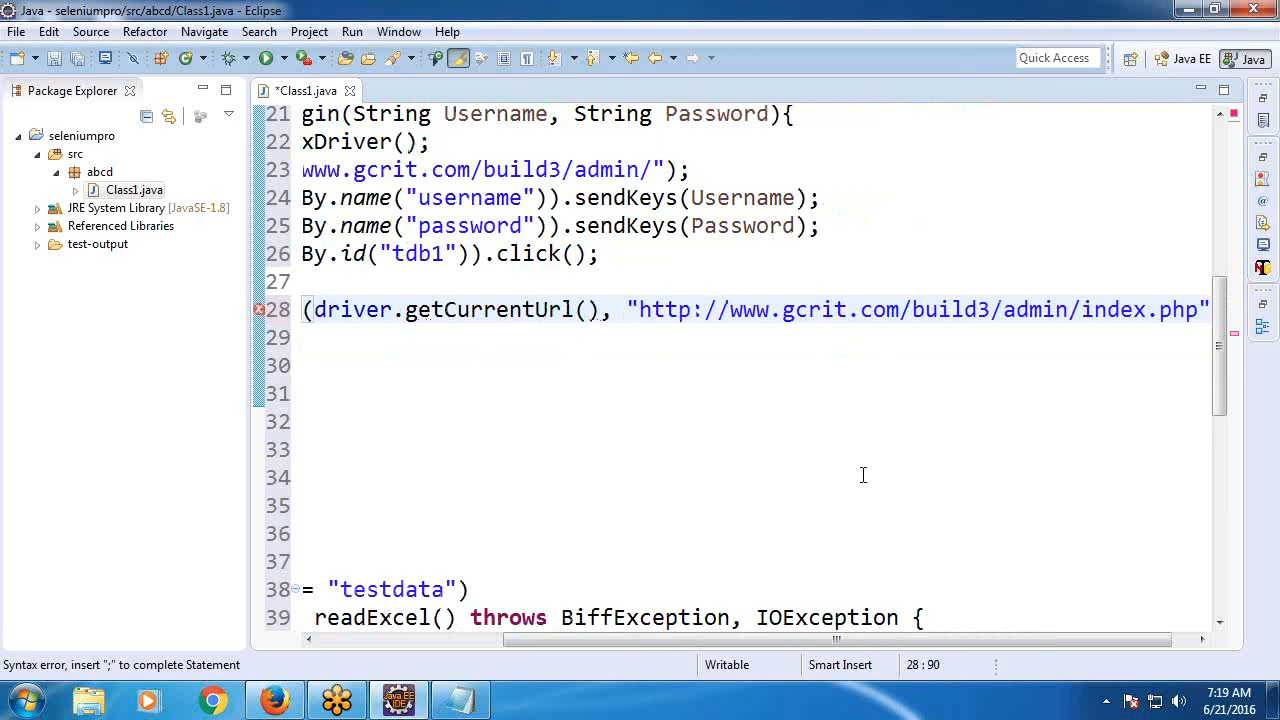 Java - seleniumpro/src/abcd/Class1.java - Eclipse
File Edit Source Refactor Navigate Search Project Run Window Help
Quick Access
Java EE
Java
Package Explorer
*Class1.java
seleniumpro
src
abcd
Class1.java
JRE System Library [JavaSE-1.8]
Referenced Libraries
test-output
21 gin(String Username, String Password){
22 xDriver();
23 www.gcrit.com/build3/admin/");
24 By.name("username")).sendKeys(Username);
25 By.name("password")).sendKeys(Password);
26 By.id("tdb1")).click();
27
28 (driver.getCurrentUrl(), "http://www.gcrit.com/build3/admin/index.php"
29
30
31
32
33
34
35
36
37
38 = "testdata")
39 readExcel() throws BiffException, IOException {
Syntax error, insert ";" to complete Statement
Writable
Smart Insert
28 : 90
Java EE
IDE
7:19 AM
6/21/2016